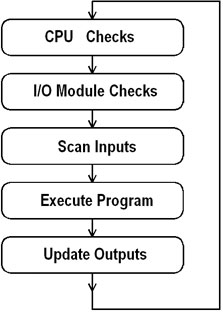 CPU Checks
I/O Module Checks
Scan Inputs
Execute Program
Update Outputs